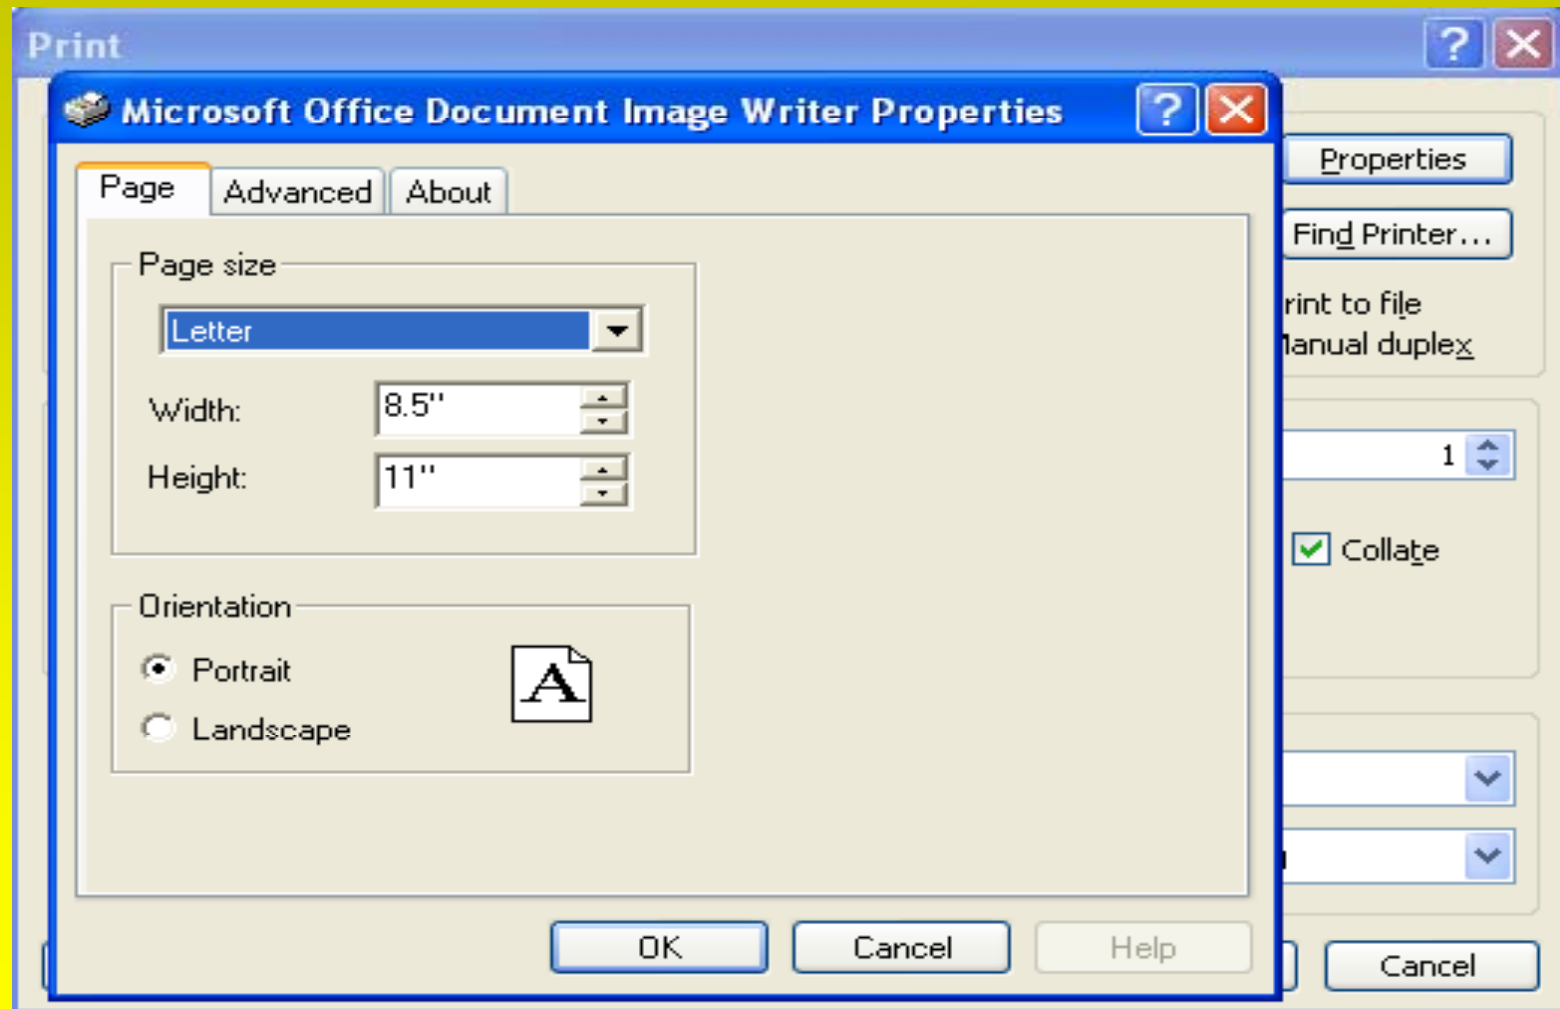 Print
Microsoft Office Document Image Writer Properties
Page Advanced About
Page size
Letter
Width: 8.5"
Height: 11"
Orientation
Portrait
A
Landscape
OK Cancel Help
Properties
Find Printer...
rint to file
anual duplex
1
Collate
Cancel